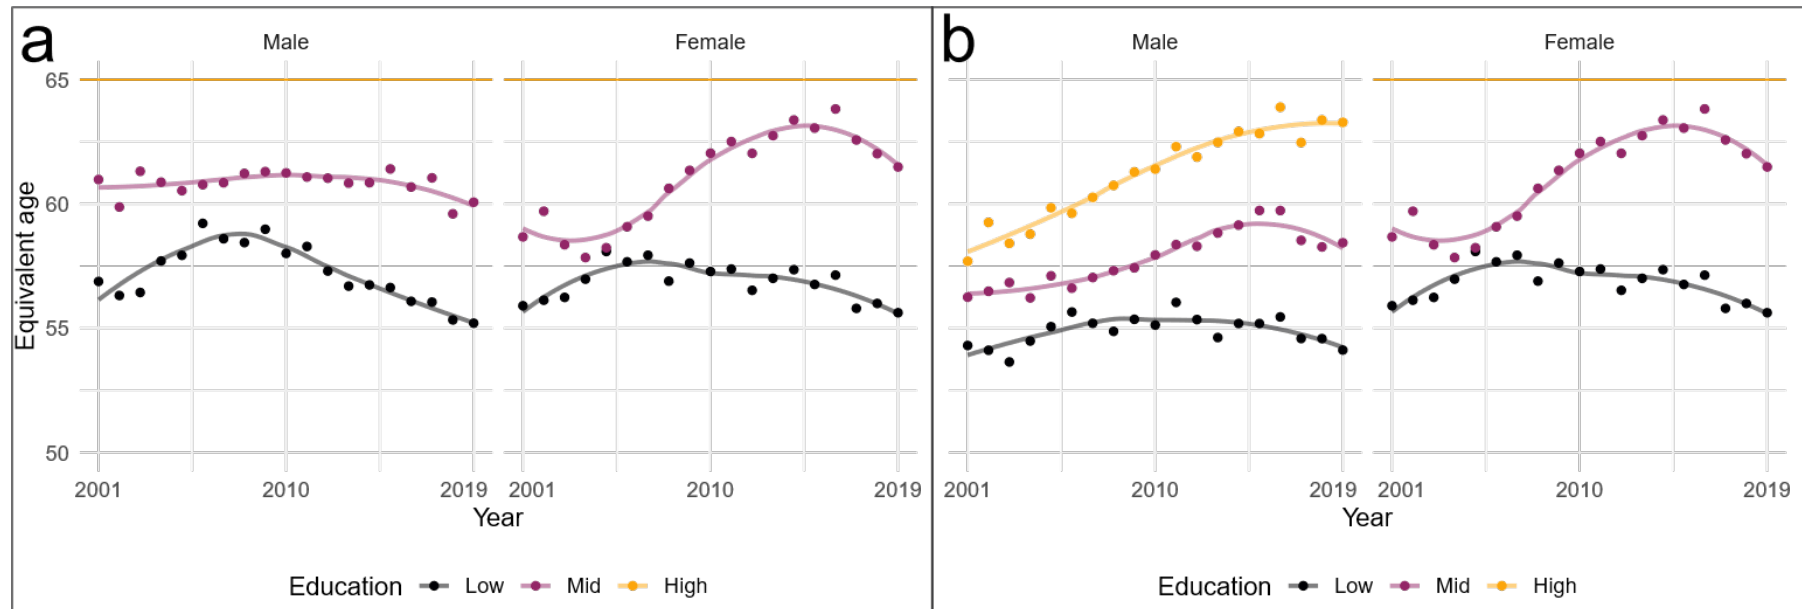 a
Male
Female
65
60
55
50
Equivalent age
2001
2010
2019
2001
2010
2019
Year
Education Low Mid High
b
Male
Female
2001
2010
2019
2001
2010
2019
Year
Education Low Mid High